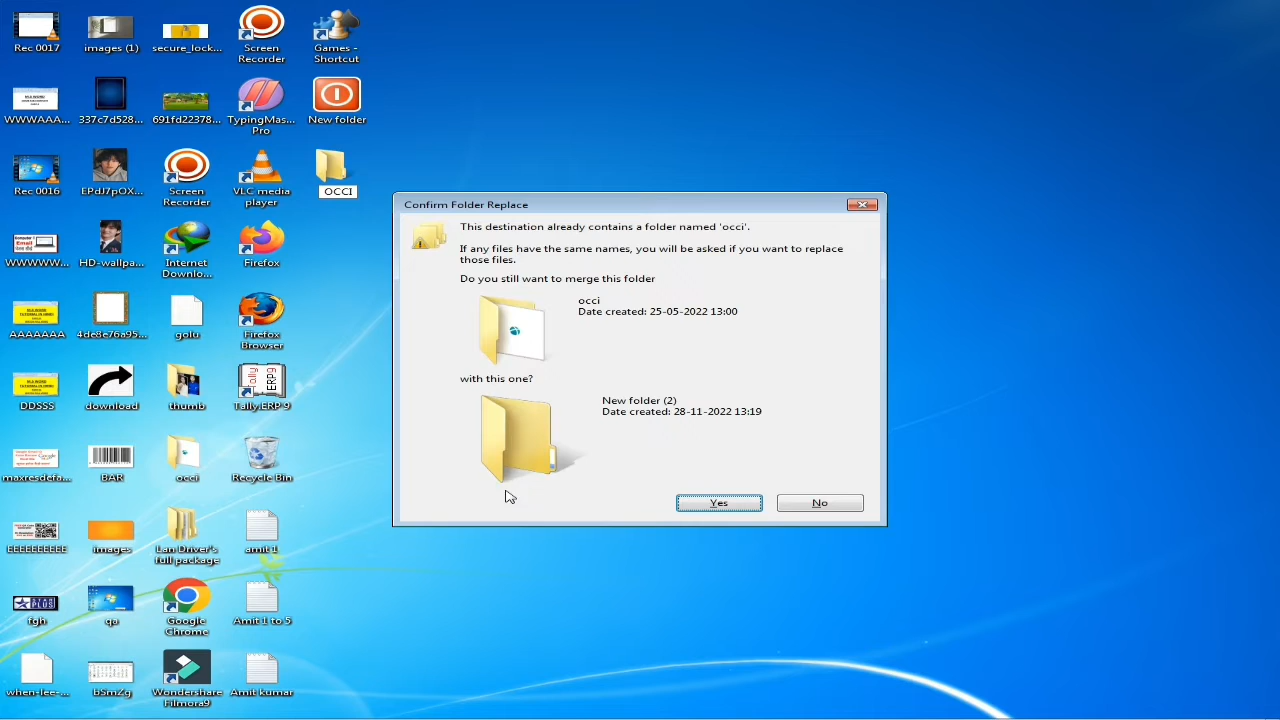 Rec 0017
images (1)
secure_lock...
Screen
Recorder
Games -
Shortcut
WWWAAA...
337c7d528...
691fd22378...
TypingMas...
Pro
New folder
Rec 0016
EPdJ7pOX...
Screen
Recorder
VLC media
player
OCCI
WWWWW...
HD-wallpa...
Internet
Downlo...
Firefox
AAAAAAA
4de8e76a95...
golu
Firefox
Browser
DDSSS
download
thumb
Tally.ERP 9
maxresdefa...
BAR
occi
Recycle Bin
EEEEEEEEEE
images
Lan Driver's
full package
amit 1
fgh
qa
Google
Chrome
Amit 1 to 5
when-lee-...
bSmZg
Wondershare
Filmora9
Amit kumar
Confirm Folder Replace
This destination already contains a folder named 'occi'.
If any files have the same names, you will be asked if you want to replace
those files.
Do you still want to merge this folder
occi
Date created: 25-05-2022 13:00
with this one?
New folder (2)
Date created: 28-11-2022 13:19
Yes
No